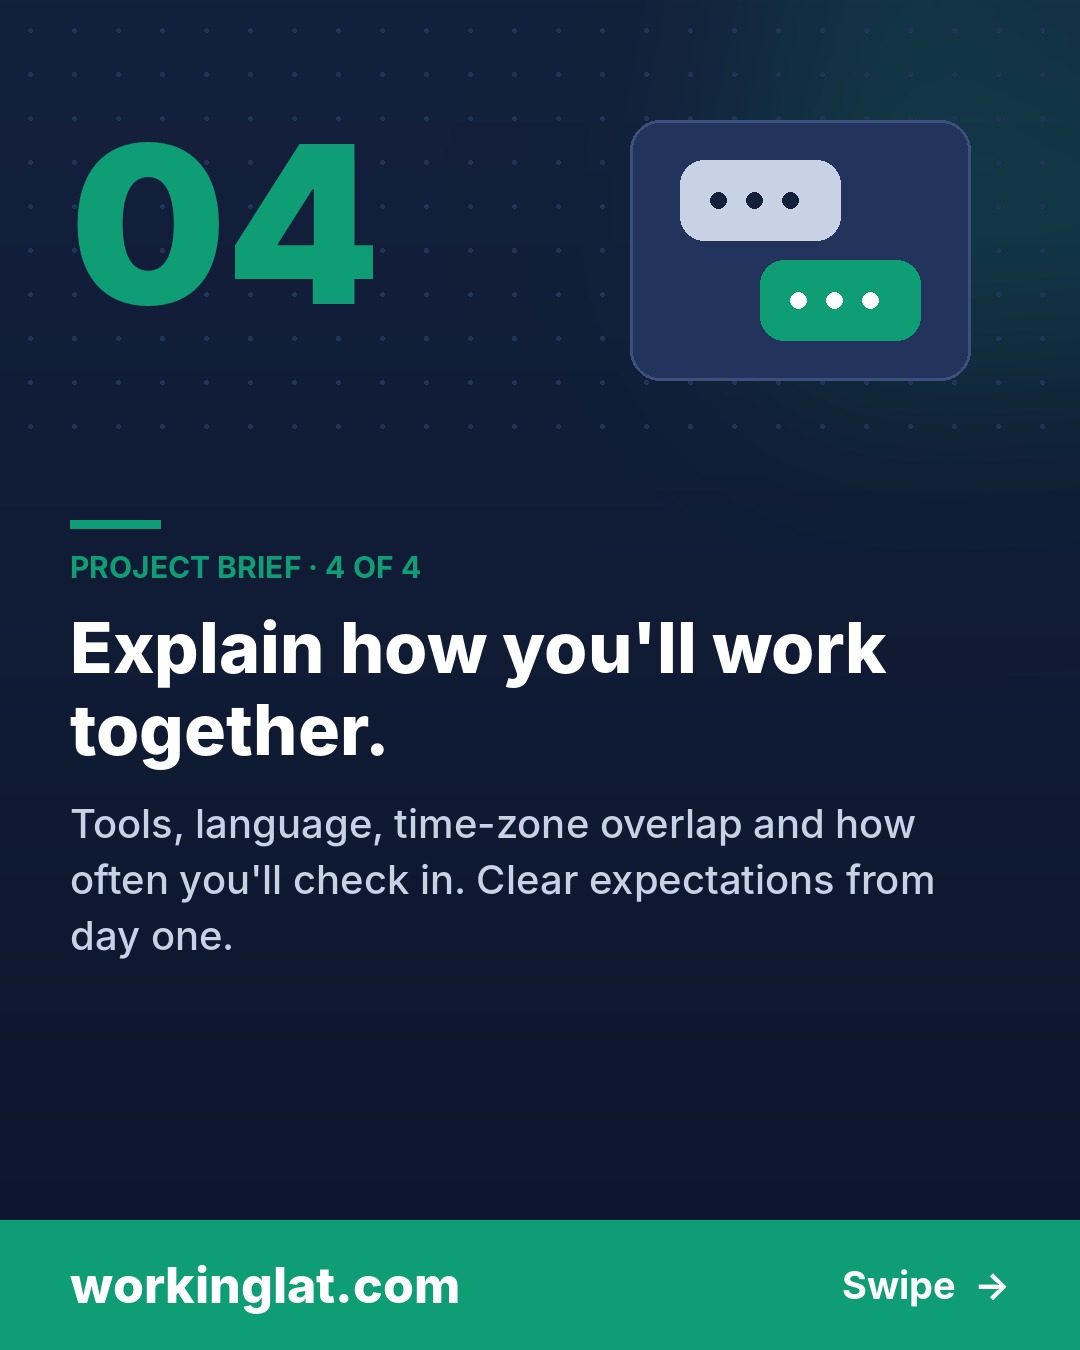 04
PROJECT BRIEF · 4 OF 4
Explain how you'll work
together.
Tools, language, time-zone overlap and how
often you'll check in. Clear expectations from
day one.
workinglat.com
Swipe →